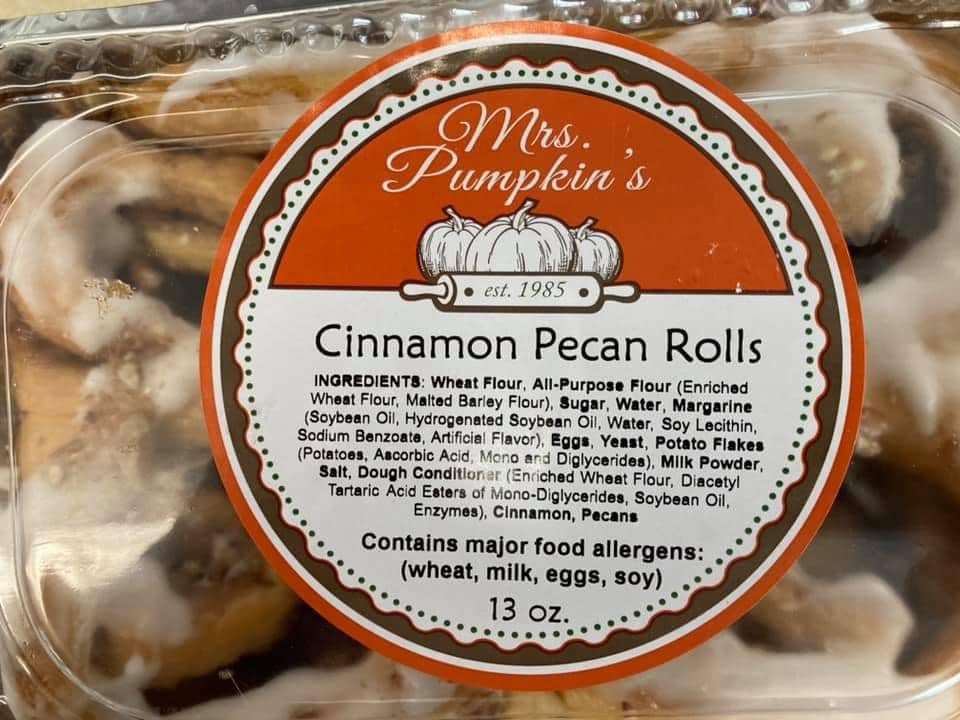 Mrs.
Pumpkin's
est. 1985
Cinnamon Pecan Rolls
INGREDIENTS: Wheat Flour, All-Purpose Flour (Enriched
Wheat Flour, Malted Barley Flour), Sugar, Water, Margarine
(Soybean Oil, Hydrogenated Soybean Oil, Water, Soy Lecithin,
Sodium Benzoate, Artificial Flavor), Eggs, Yeast, Potato Flakes
(Potatoes, Ascorbic Acid, Mono and Diglycerides), Milk Powder,
Salt, Dough Conditioner (Enriched Wheat Flour, Diacetyl
Tartaric Acid Esters of Mono-Diglycerides, Soybean Oil,
Enzymes), Cinnamon, Pecans
Contains major food allergens:
(wheat, milk, eggs, soy)
13 oz.